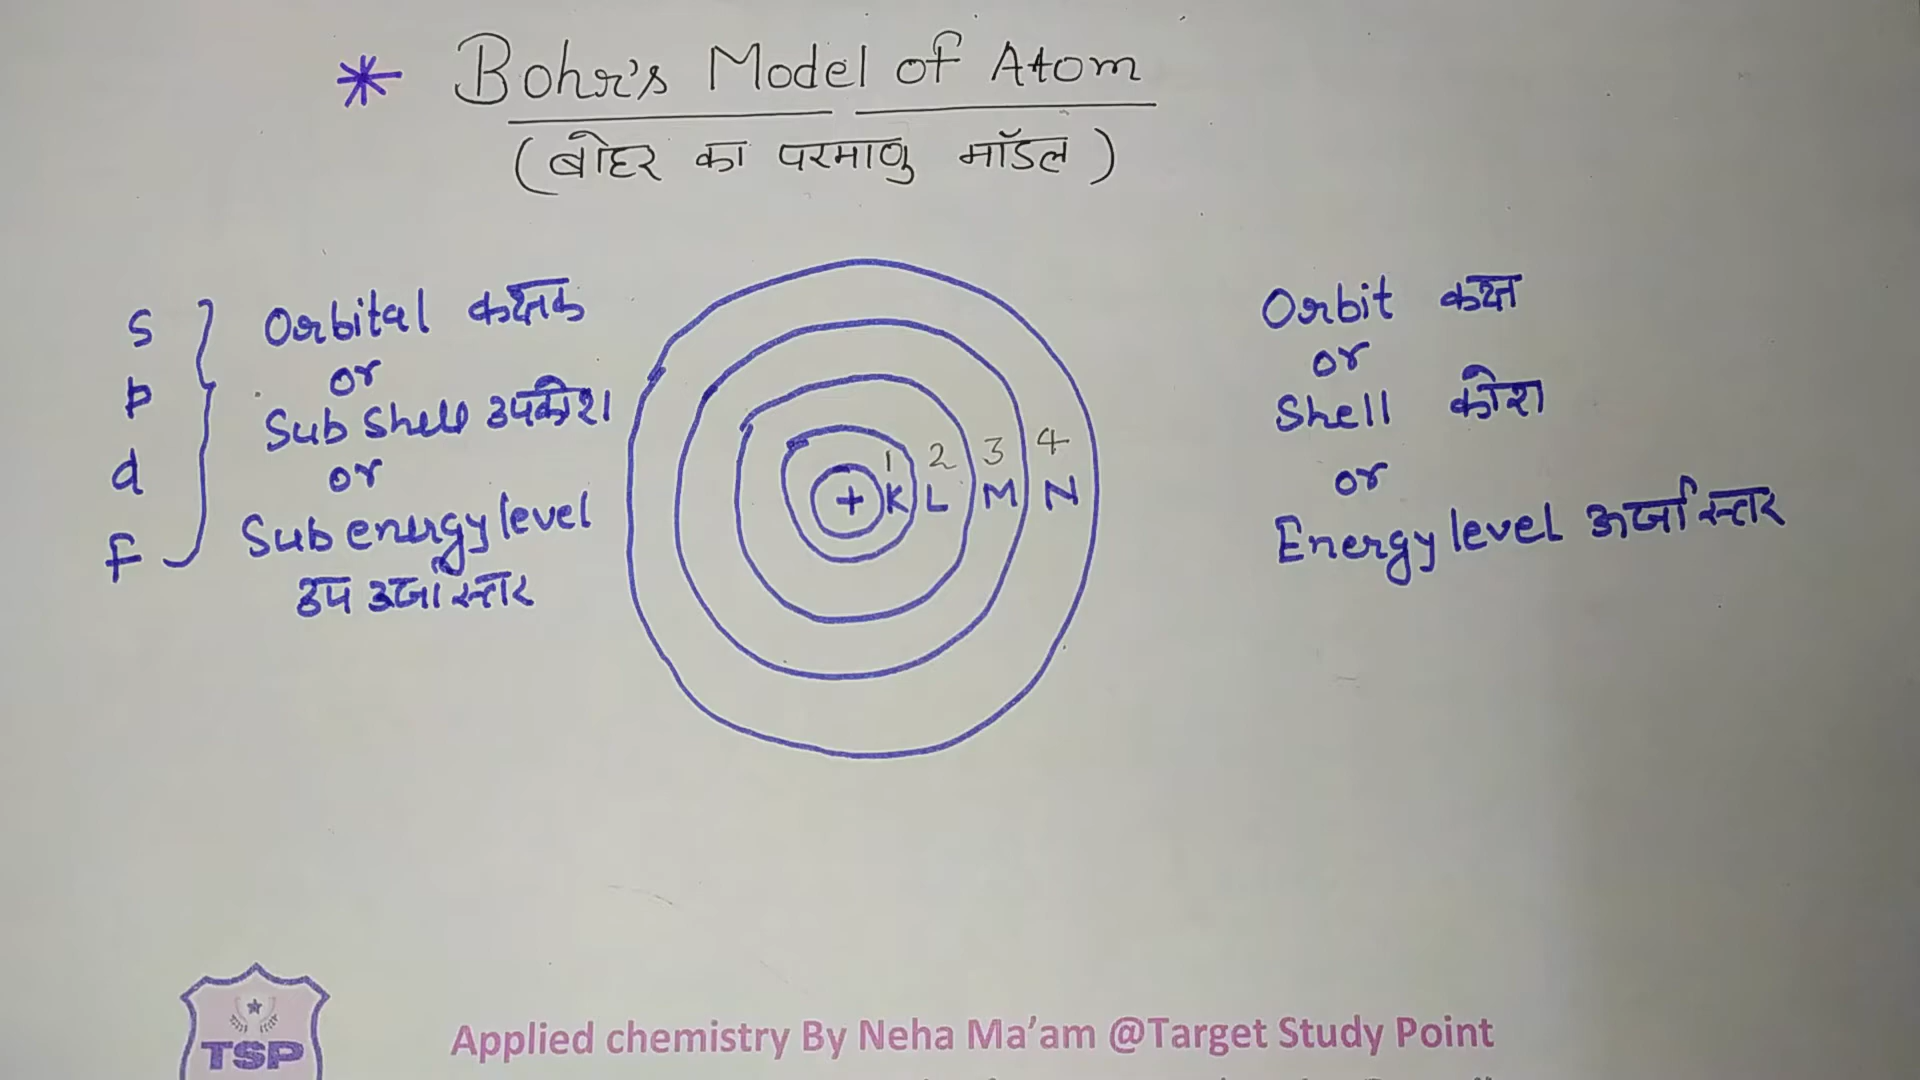 * Bohr's Model of Atom
(बोहर का परमाणु मॉडल)
s
p
d
f
Orbital कक्षक
or
Sub shell उपकोश
or
Sub energy level
उप ऊर्जा स्तर
1 2 3 4
+ K L M N
Orbit कक्ष
or
Shell कोश
or
Energy level ऊर्जा स्तर
TSP
Applied chemistry By Neha Ma'am @Target Study Point